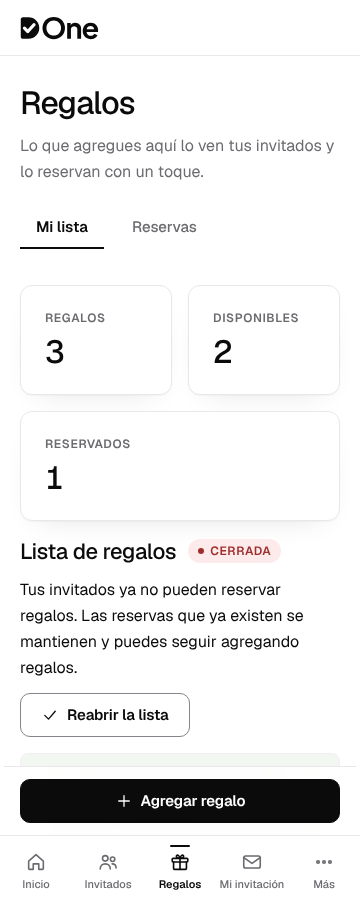 One
Regalos
Lo que agregues aquí lo ven tus invitados y
lo reservan con un toque.
Mi lista
Reservas
REGALOS
3
DISPONIBLES
2
RESERVADOS
1
Lista de regalos
CERRADA
Tus invitados ya no pueden reservar
regalos. Las reservas que ya existen se
mantienen y puedes seguir agregando
regalos.
Reabrir la lista
Agregar regalo
Inicio
Invitados
Regalos
Mi invitación
Más